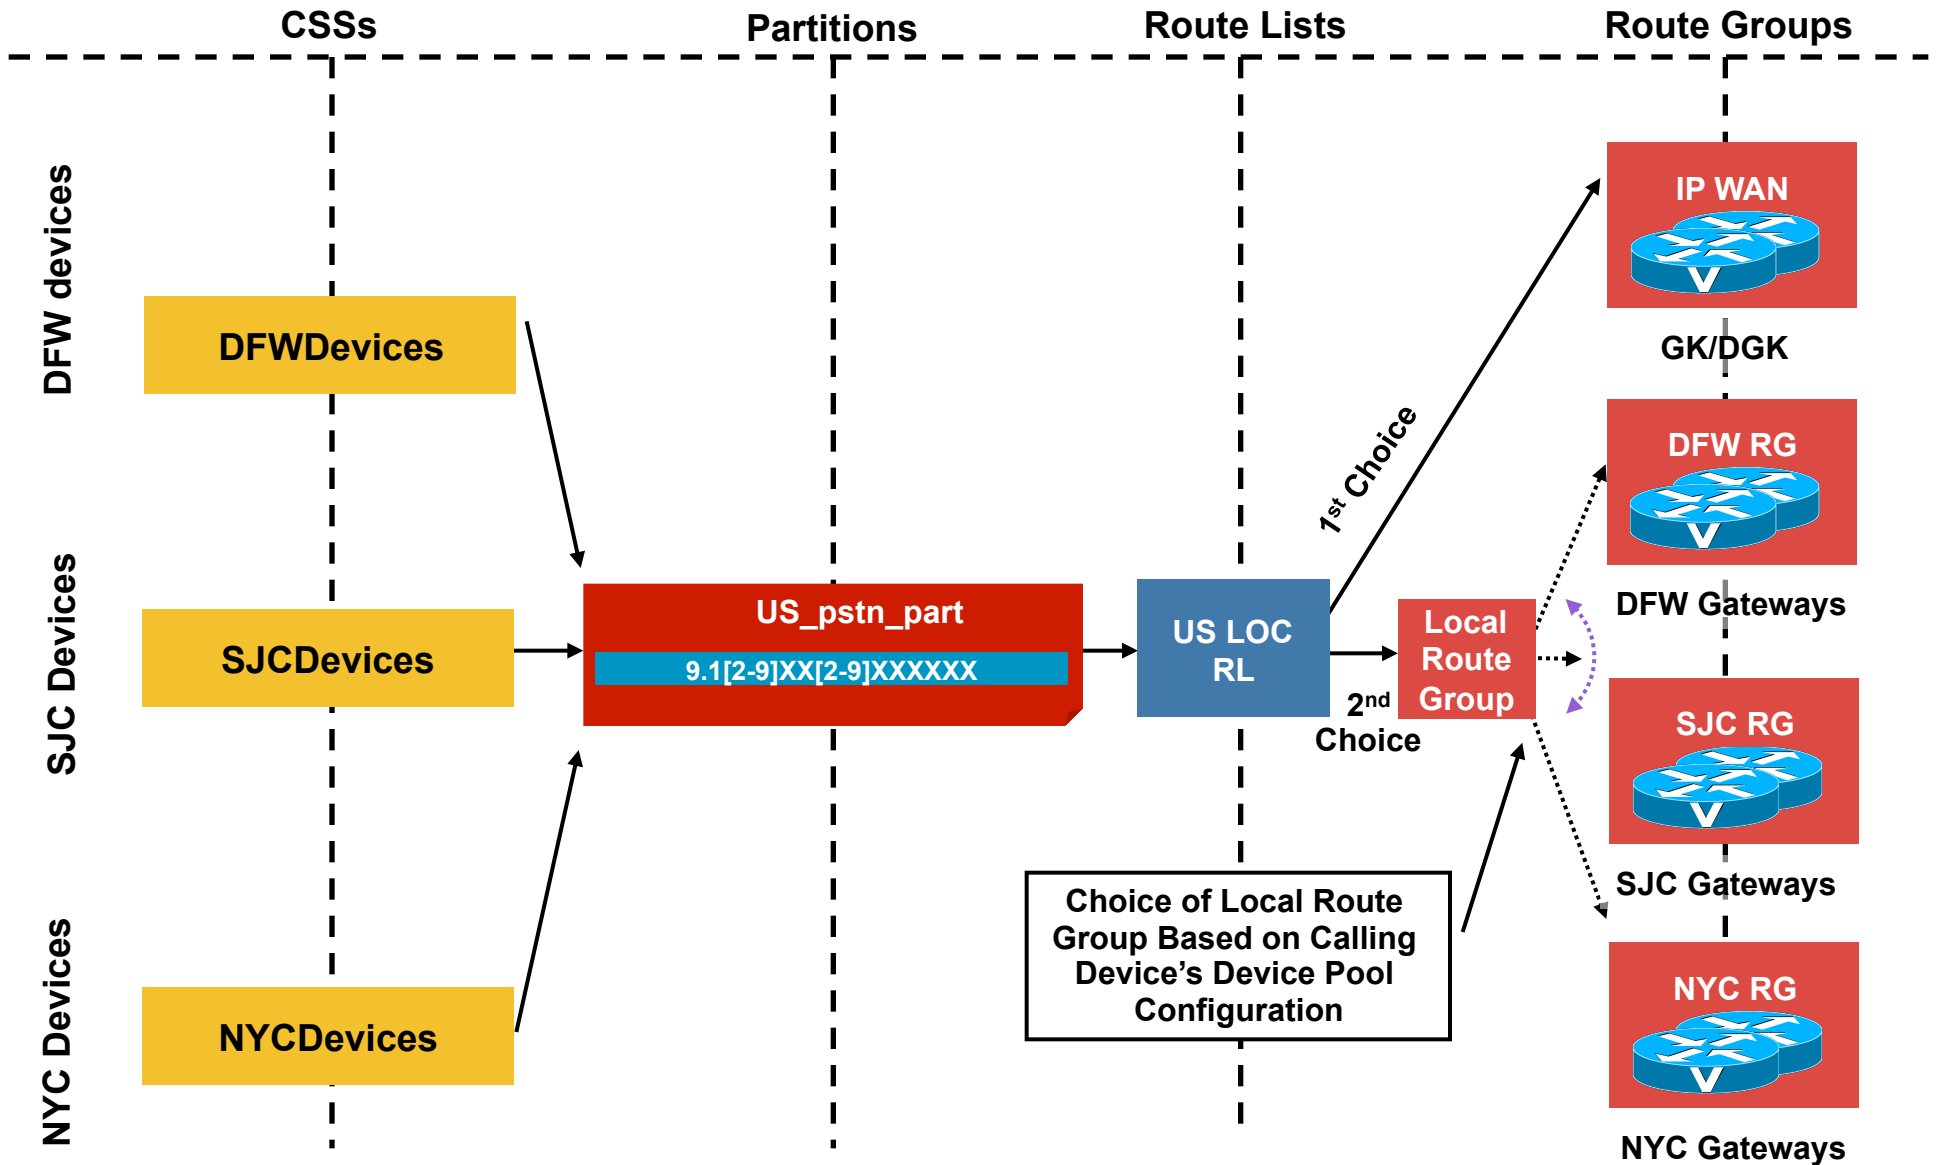 CSSs
Partitions
Route Lists
Route Groups
DFW devices
SJC Devices
NYC Devices
DFWDevices
SJCDevices
NYCDevices
US_pstn_part
9.1[2-9]XX[2-9]XXXXXX
US LOC
RL
1st Choice
2nd
Choice
Local
Route
Group
Choice of Local Route
Group Based on Calling
Device’s Device Pool
Configuration
IP WAN
V
GK/DGK
DFW RG
V
DFW Gateways
SJC RG
V
SJC Gateways
NYC RG
V
NYC Gateways